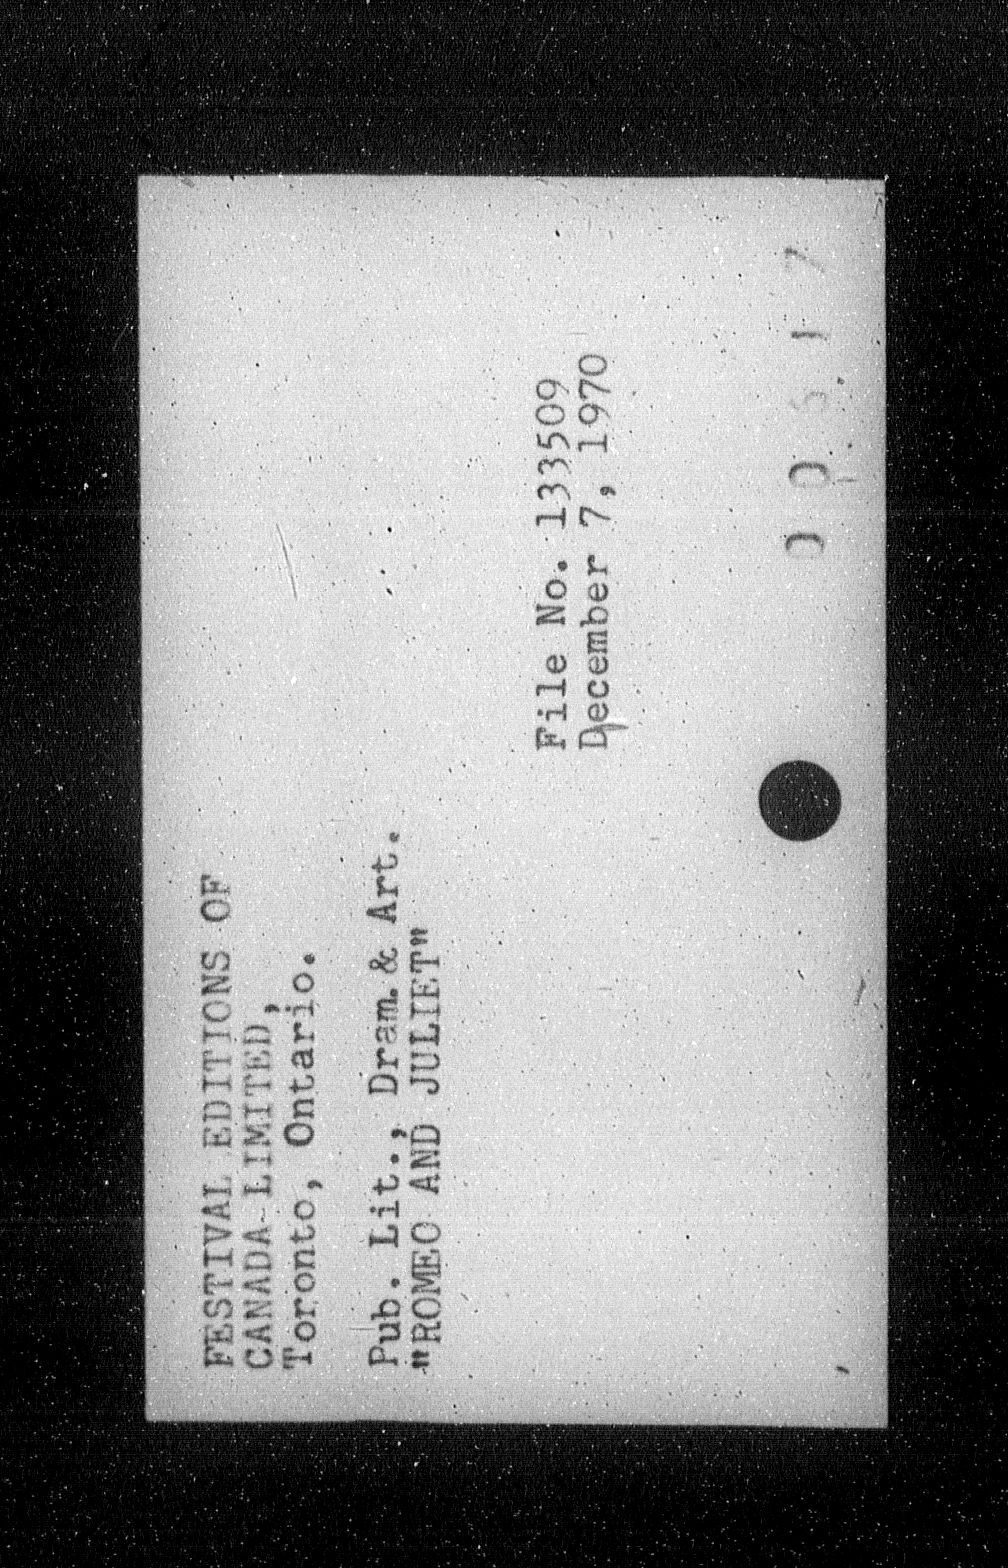 FESTIVAL EDITIONS OF
CANADA LIMITED,
Toronto, Ontario.
Pub. Lit., Dram. & Art.
"ROMEO AND JULIET"
File No. 133509
December 7, 1970